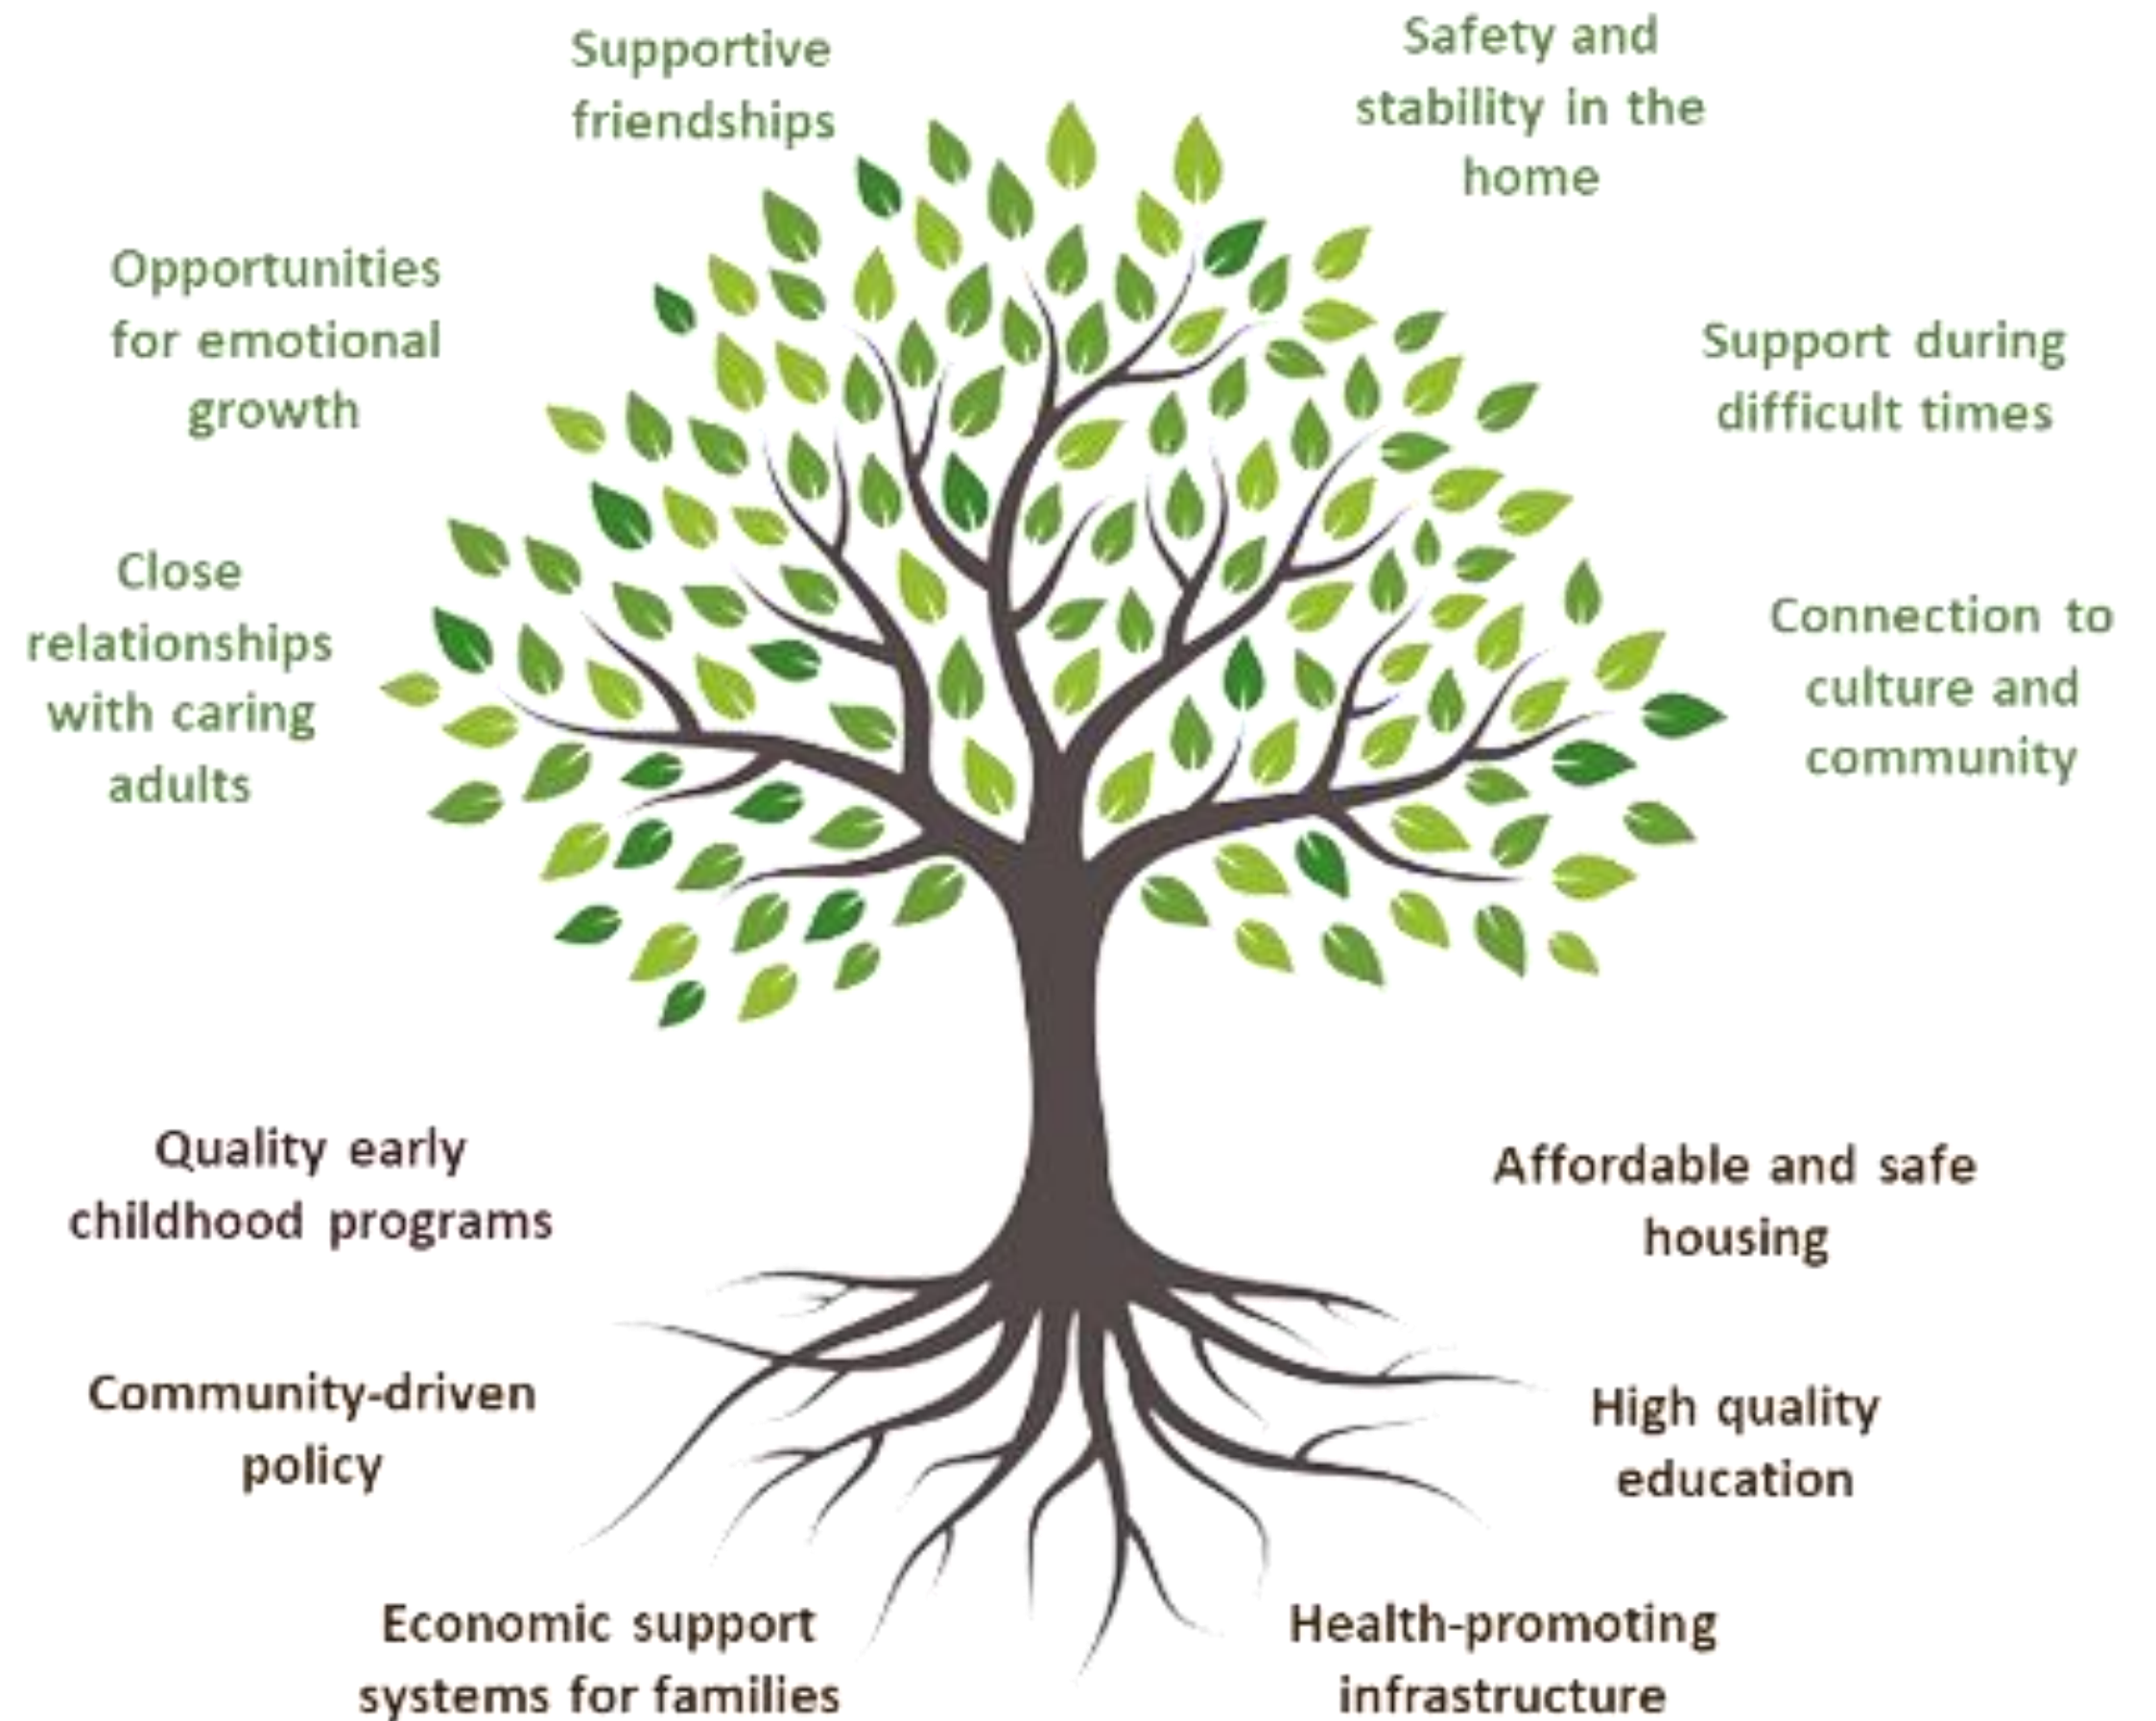 Supportive
friendships
Safety and
stability in the
home
Opportunities
for emotional
growth
Support during
difficult times
Close
relationships
with caring
adults
Connection to
culture and
community
Quality early
childhood programs
Affordable and safe
housing
Community-driven
policy
High quality
education
Economic support
systems for families
Health-promoting
infrastructure